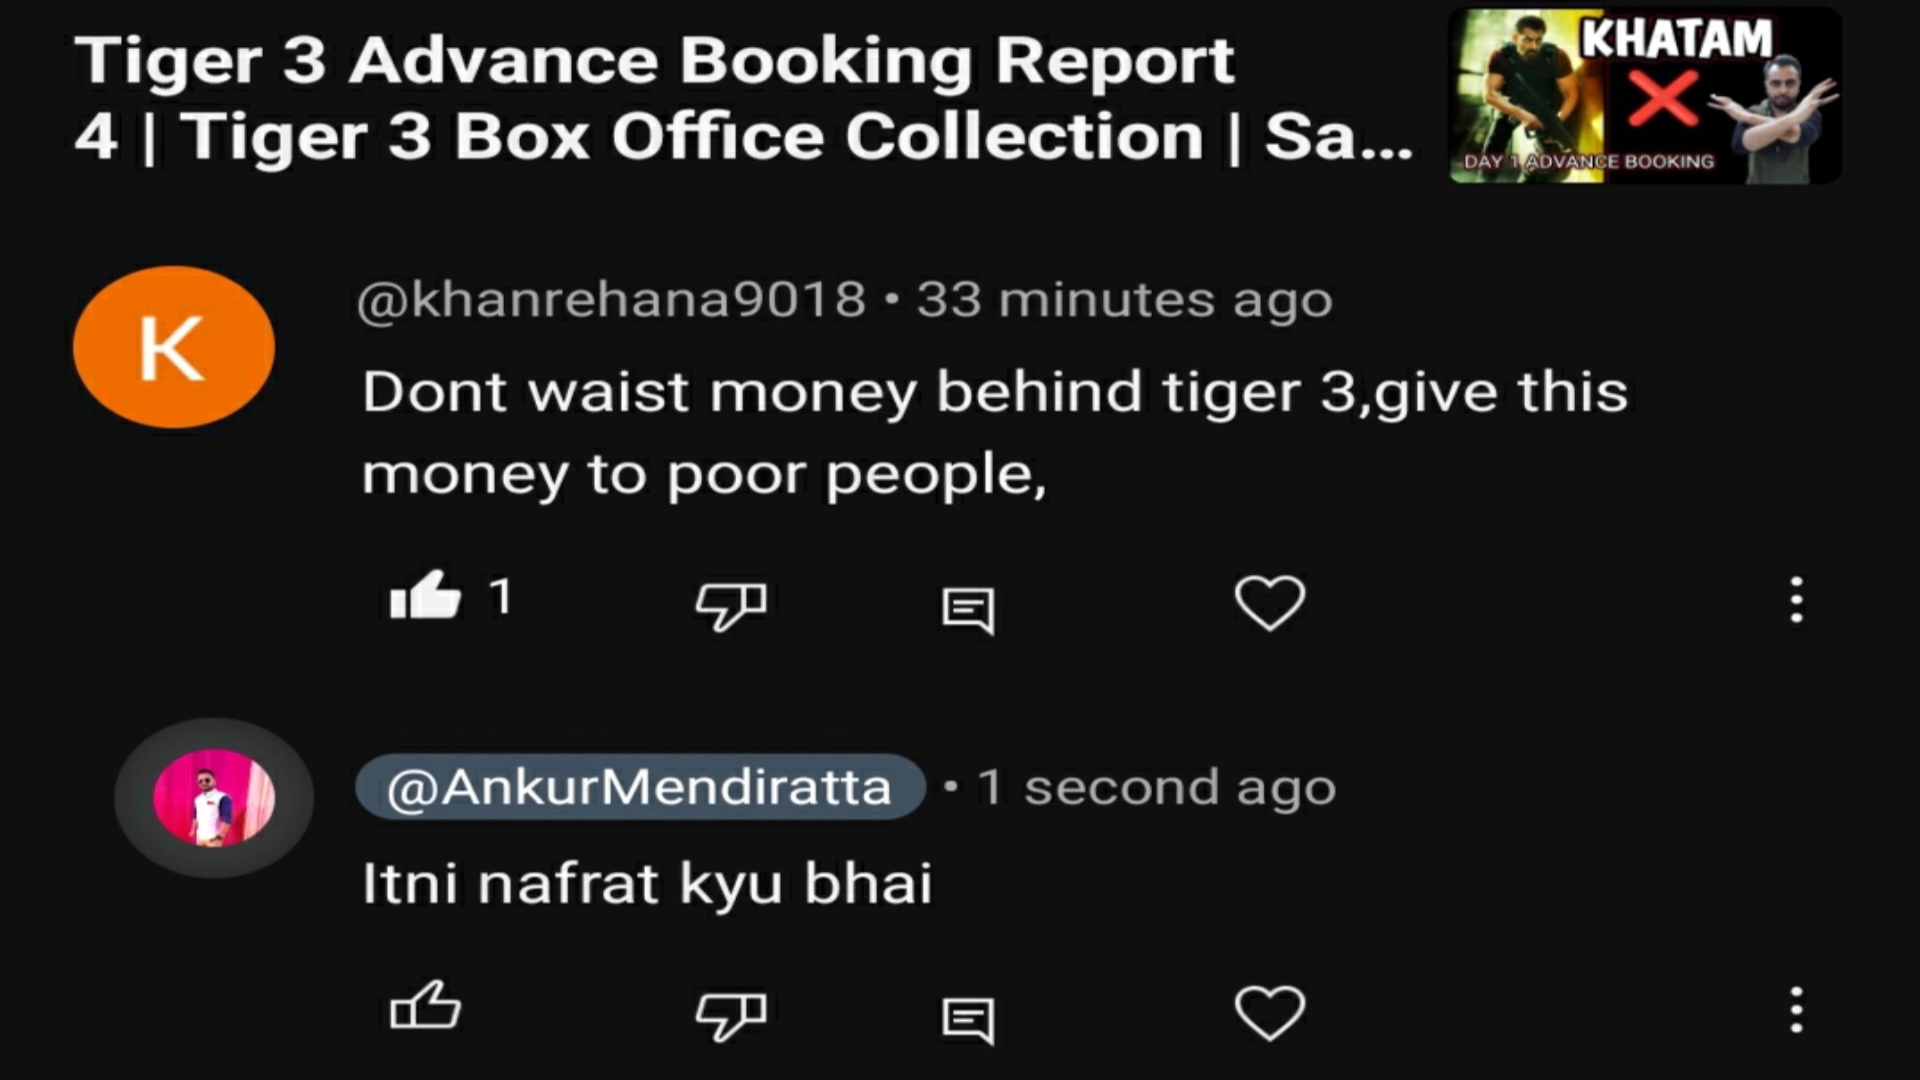 Tiger 3 Advance Booking Report
4 | Tiger 3 Box Office Collection | Sa...
KHATAM
DAY 1 ADVANCE BOOKING
K
@khanrehana9018 • 33 minutes ago
Dont waist money behind tiger 3,give this
money to poor people,
1
@AnkurMendiratta • 1 second ago
Itni nafrat kyu bhai